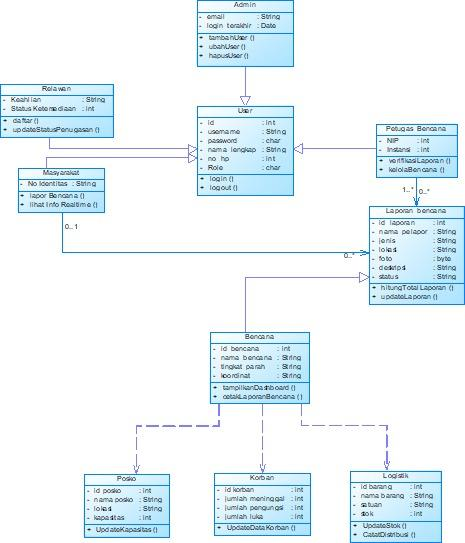 Admin
- email : String
- login terakhir : Date
+ tambahUser ()
+ ubahUser ()
+ hapusUser ()
Relawan
- Keahlian : String
- Status Ketersediaan : int
+ daftar ()
+ updateStatusPenugasan ()
User
- id : int
- username : String
- password : char
- nama lengkap : String
- no hp : int
- Role : char
+ login ()
+ logout ()
Petugas Bencana
- NIP : int
- Instansi : int
+ verifikasiLaporan ()
+ kelolaBencana ()
Masyarakat
- No Identitas : String
+ lapor Bencana ()
+ lihat Info Realtime ()
1..*
0..*
Laporan bencana
- id laporan : int
- nama pelapor : String
- jenis : String
- lokasi : String
- foto : byte
- deskripsi : String
- status : String
+ hitungTotalLaporan ()
+ updateLaporan ()
0..1
0..*
Bencana
- id bencana : int
- nama bencana : String
- tingkat parah : String
- koordinat : String
+ tampilkanDashboard ()
+ cetakLaporanBencana ()
Posko
- id posko : int
- nama posko : String
- lokasi : String
- kapasitas : int
+ UpdateKapasitas ()
Korban
- id korban : int
- jumlah meninggal : int
- jumlah pengungsi : int
- jumlah luka : int
+ UpdateDataKorban ()
Logistik
- id barang : int
- nama barang : String
- satuan : String
- stok : int
+ UpdateStok ()
+ CatatDistribusi ()